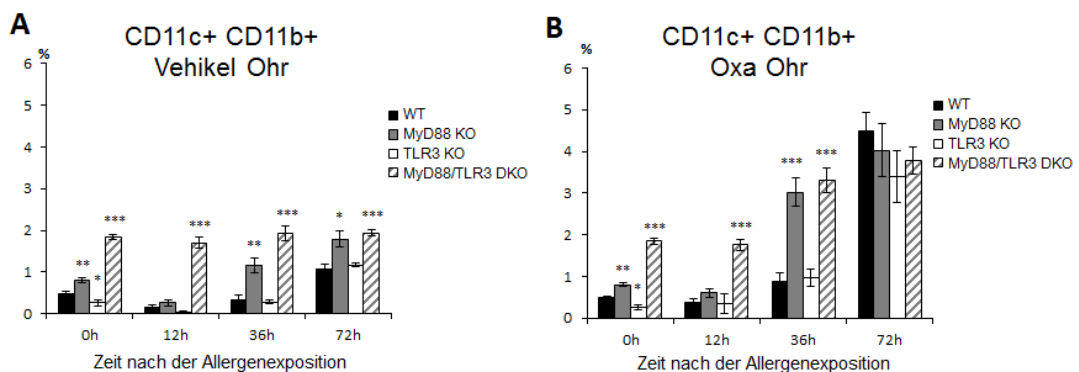 A
CD11c+ CD11b+
Vehikel Ohr
%
6
5
4
3
2
1
0
WT
MyD88 KO
TLR3 KO
MyD88/TLR3 DKO
**
*
***
***
**
***
*
***
0h
12h
36h
72h
Zeit nach der Allergenexposition
B
CD11c+ CD11b+
Oxa Ohr
%
6
5
4
3
2
1
0
WT
MyD88 KO
TLR3 KO
MyD88/TLR3 DKO
**
*
***
***
***
***
0h
12h
36h
72h
Zeit nach der Allergenexposition